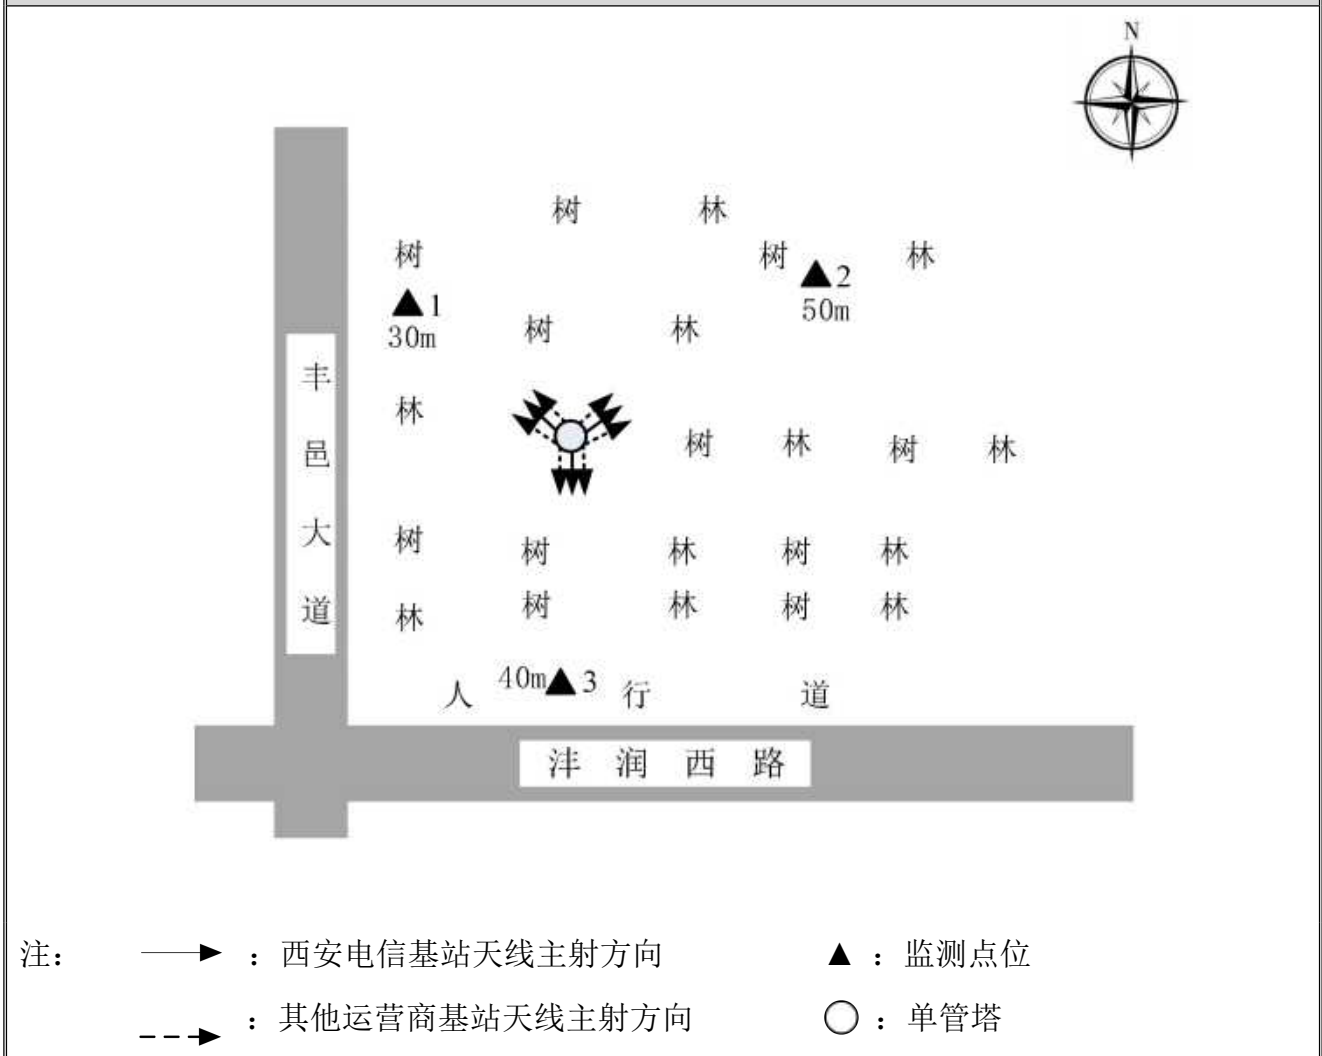 N
树 林
树
树 林
▲1
▲2
30m
50m
树 林
丰邑大道
林
树 林 树 林
树
树 林 树 林
林
树 林 树 林
人 行 道
40m▲3
沣润西路
注： ：西安电信基站天线主射方向 ▲：监测点位
：其他运营商基站天线主射方向 ：单管塔